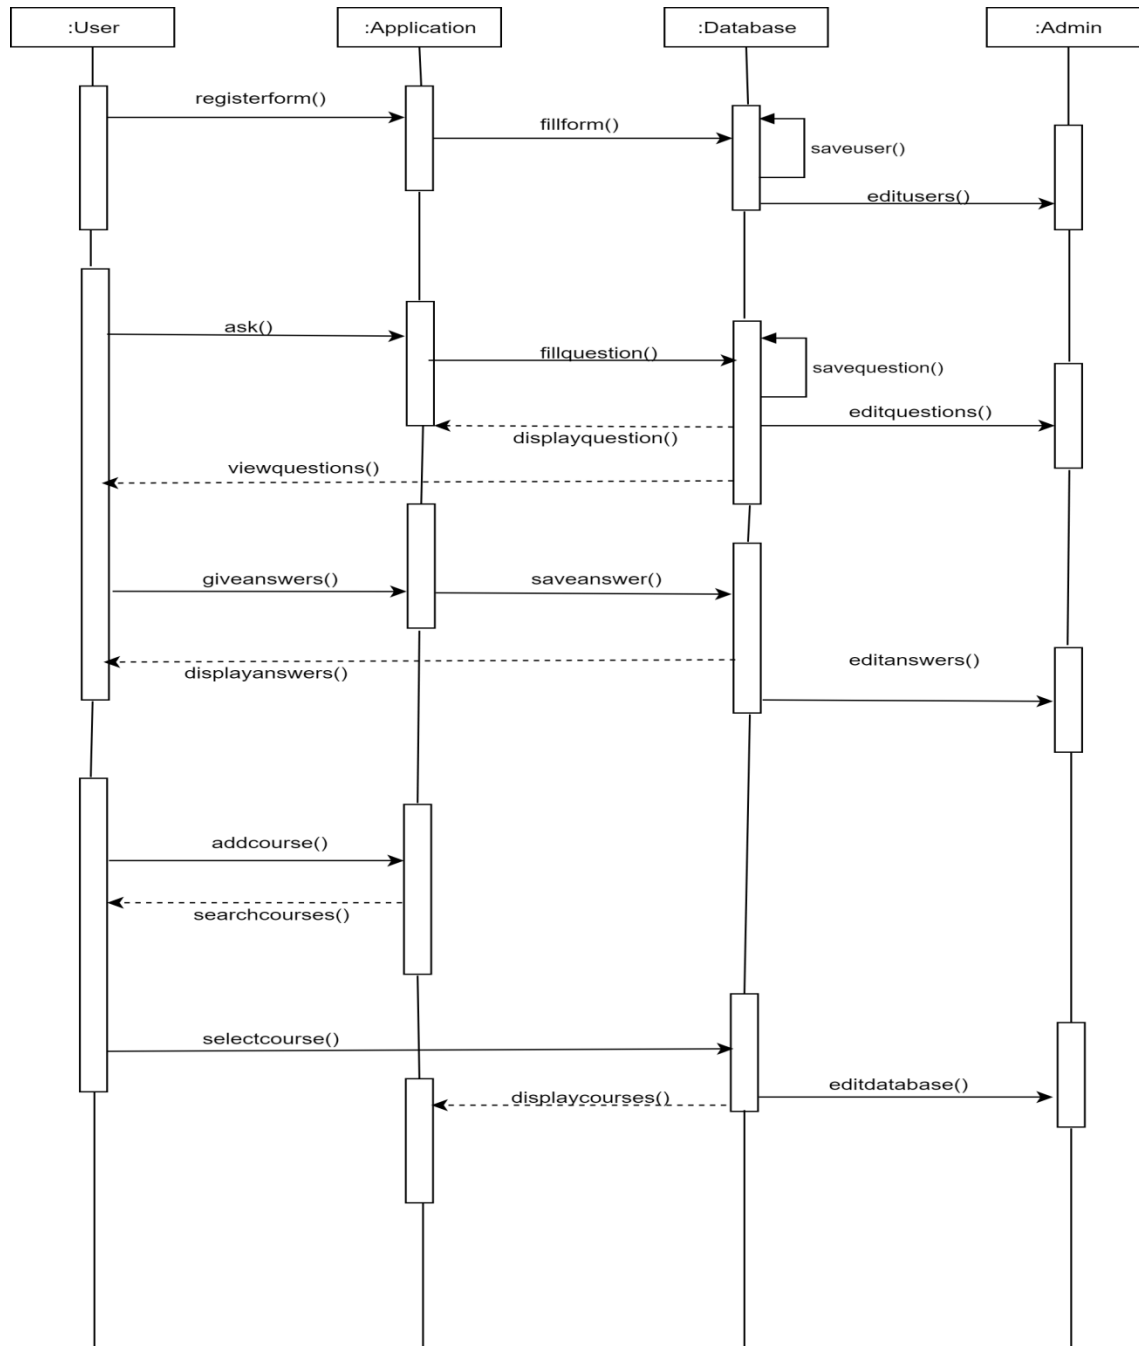 :User
:Application
:Database
:Admin
registerform()
fillform()
saveuser()
editusers()
ask()
fillquestion()
savequestion()
editquestions()
displayquestion()
viewquestions()
giveanswers()
saveanswer()
displayanswers()
editanswers()
addcourse()
searchcourses()
selectcourse()
displaycourses()
editdatabase()